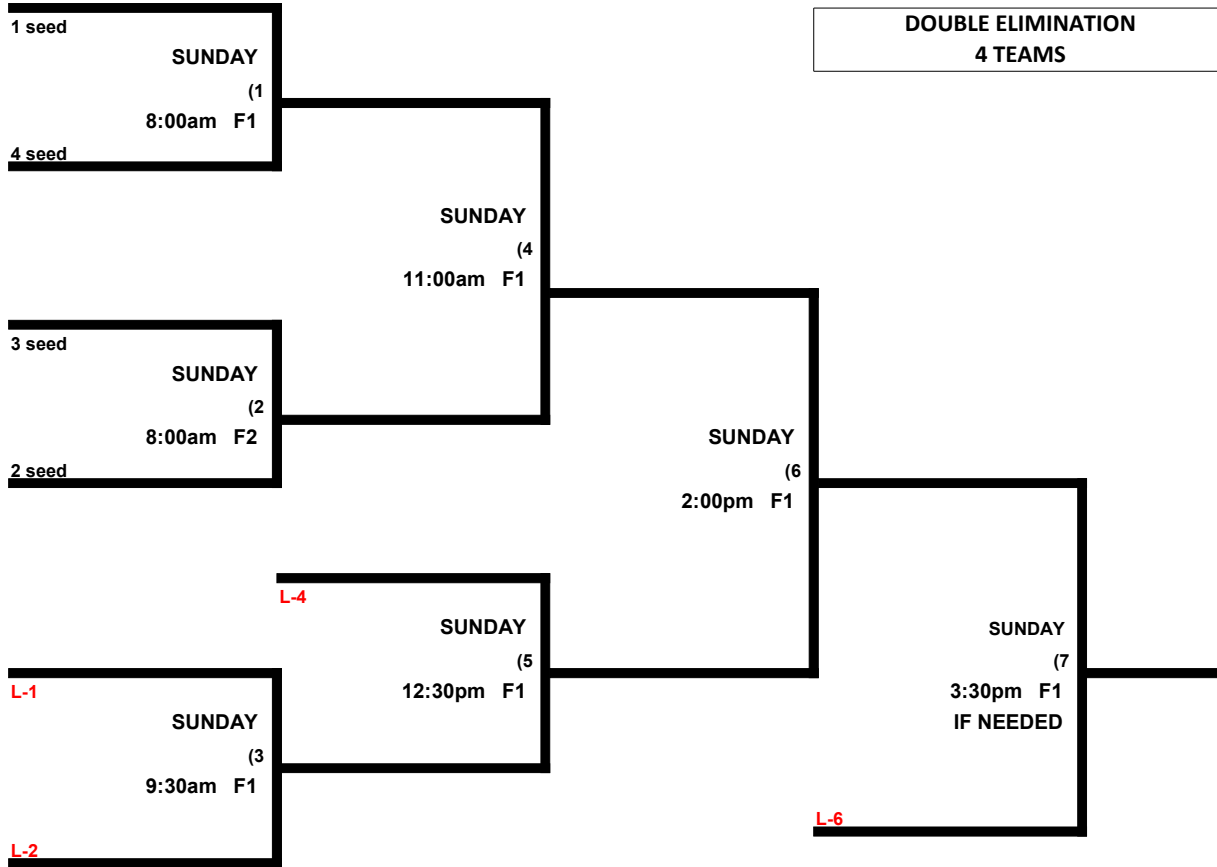 1 seed
DOUBLE ELIMINATION
4 TEAMS
SUNDAY
(1
8:00am F1
4 seed
SUNDAY
(4
11:00am F1
3 seed
SUNDAY
(2
8:00am F2
2 seed
SUNDAY
(6
2:00pm F1
L-4
SUNDAY
(5
12:30pm F1
SUNDAY
(7
3:30pm F1
IF NEEDED
L-1
SUNDAY
(3
9:30am F1
L-6
L-2